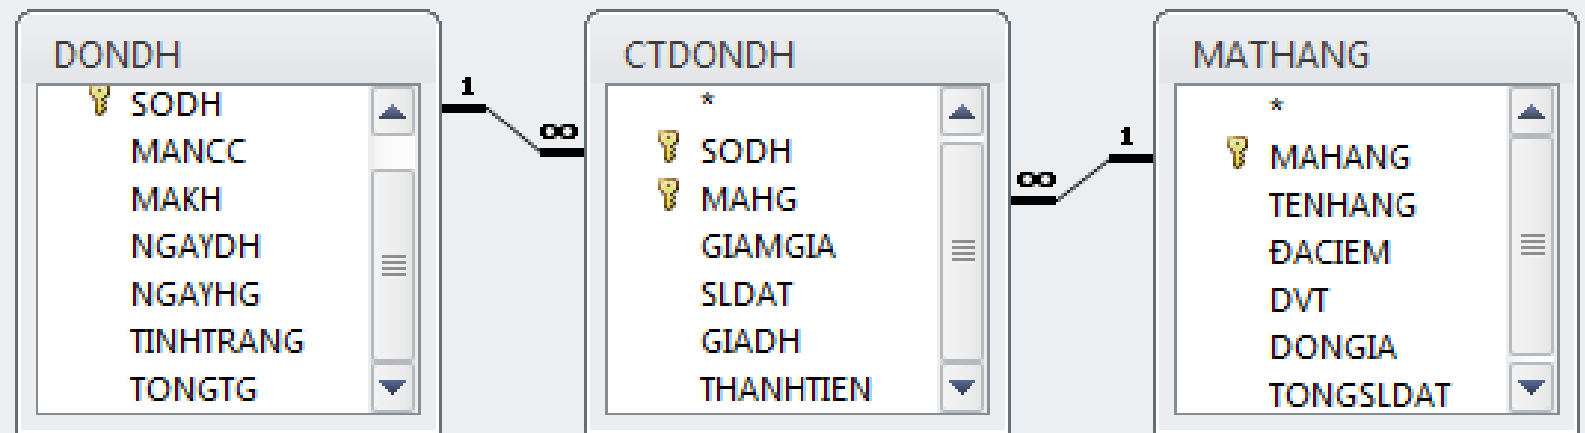 DONDH
SODH
MANCC
MAKH
NGAYDH
NGAYHG
TINHTRANG
TONGTG
1
∞
CTDONDH
*
SODH
MAHG
GIAMGIA
SLDAT
GIADH
THANHTIEN
∞
1
MATHANG
*
MAHANG
TENHANG
ĐACIEM
DVT
DONGIA
TONGSLDAT